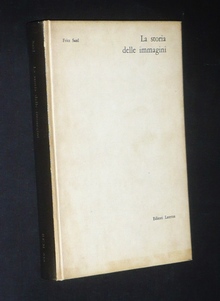 Fritz Saxl
La storia
delle immagini
Editori Laterza